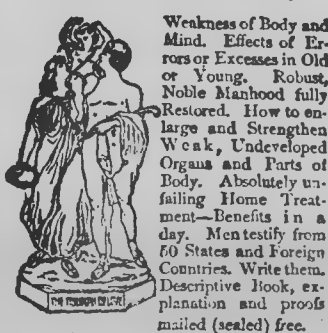 Weakness of Body and
Mind. Effects of Er-
rors or Excesses in Old
or Young. Robust,
Noble Manhood fully
Restored. How to en-
large and Strengthen
Weak, Undeveloped
Organs and Parts of
Body. Absolutely un-
failing Home Treat-
ment—Benefits in a
day. Men testify from
50 States and Foreign
Countries. Write them.
Descriptive Book, ex-
planation and proofs
mailed (sealed) free.